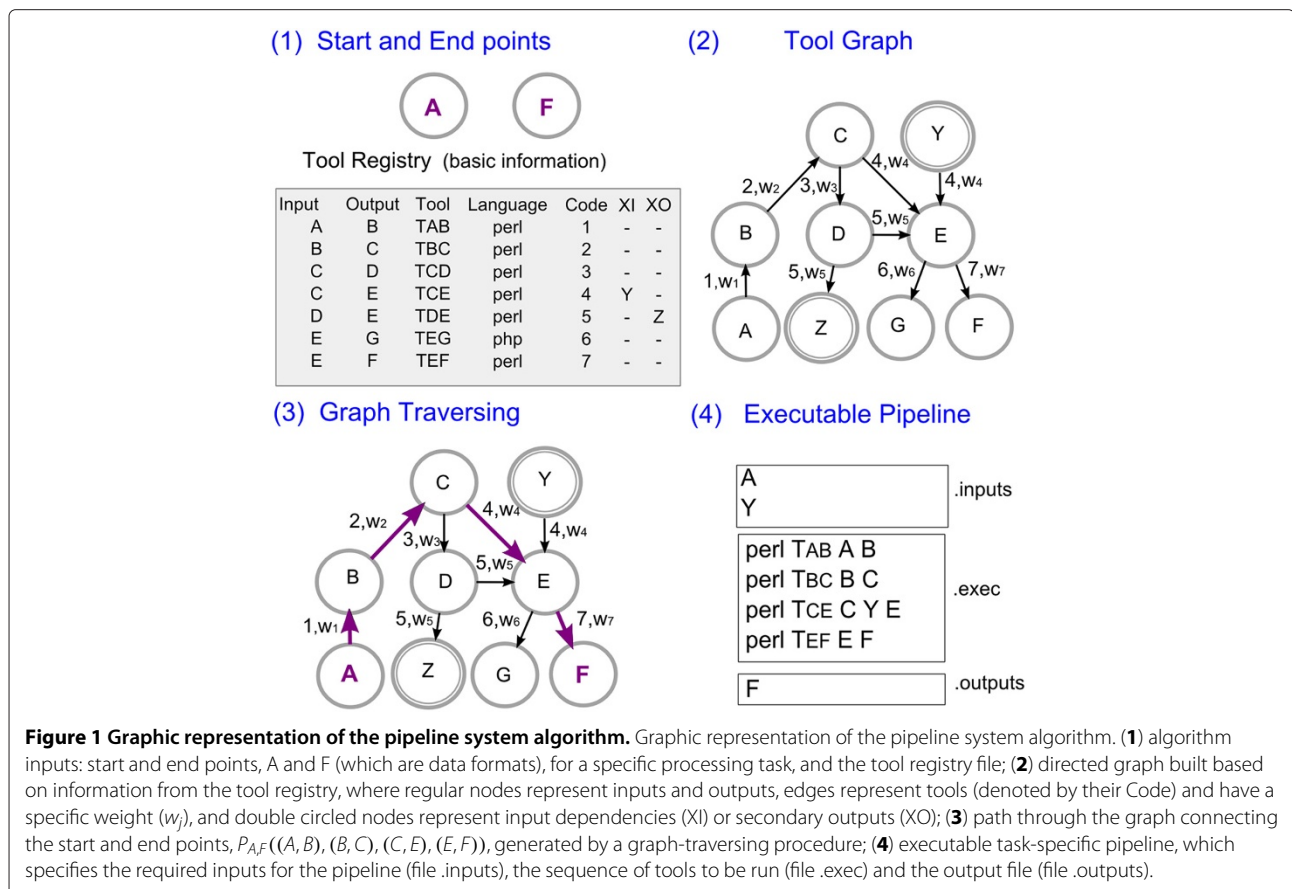 (1) Start and End points
A F
Tool Registry (basic information)
Input Output Tool Language Code XI XO
A B TAB perl 1 - -
B C TBC perl 2 - -
C D TCD perl 3 - -
C E TCE perl 4 Y -
D E TDE perl 5 - Z
E G TEG php 6 - -
E F TEF perl 7 - -
(2) Tool Graph
C Y
4,w4
2,w2 3,w3 4,w4
B D 5,w5 E
1,w1 5,w5 6,w6 7,w7
A Z G F
(3) Graph Traversing
C Y
4,w4
2,w2 3,w3 4,w4
B D 5,w5 E
1,w1 5,w5 6,w6 7,w7
A Z G F
(4) Executable Pipeline
A
Y
.inputs
perl TAB A B
perl TBC B C
perl TCE C Y E
perl TEF E F
.exec
F
.outputs
Figure 1 Graphic representation of the pipeline system algorithm. Graphic representation of the pipeline system algorithm. (1) algorithm
inputs: start and end points, A and F (which are data formats), for a specific processing task, and the tool registry file; (2) directed graph built based
on information from the tool registry, where regular nodes represent inputs and outputs, edges represent tools (denoted by their Code) and have a
specific weight (wj), and double circled nodes represent input dependencies (XI) or secondary outputs (XO); (3) path through the graph connecting
the start and end points, PA,F((A, B), (B, C), (C, E), (E, F)), generated by a graph-traversing procedure; (4) executable task-specific pipeline, which
specifies the required inputs for the pipeline (file .inputs), the sequence of tools to be run (file .exec) and the output file (file .outputs).